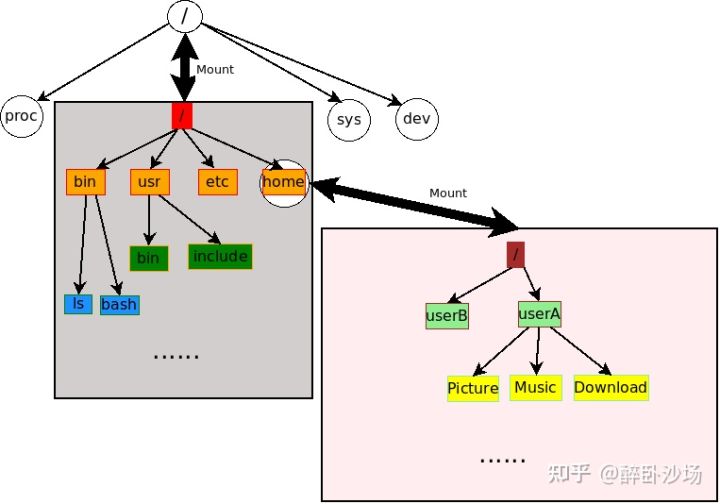 /
Mount
proc
sys
dev
/
bin
usr
etc
home
Mount
bin
include
ls
bash
......
/
userB
userA
Picture
Music
Download
......
知乎 @醉卧沙场